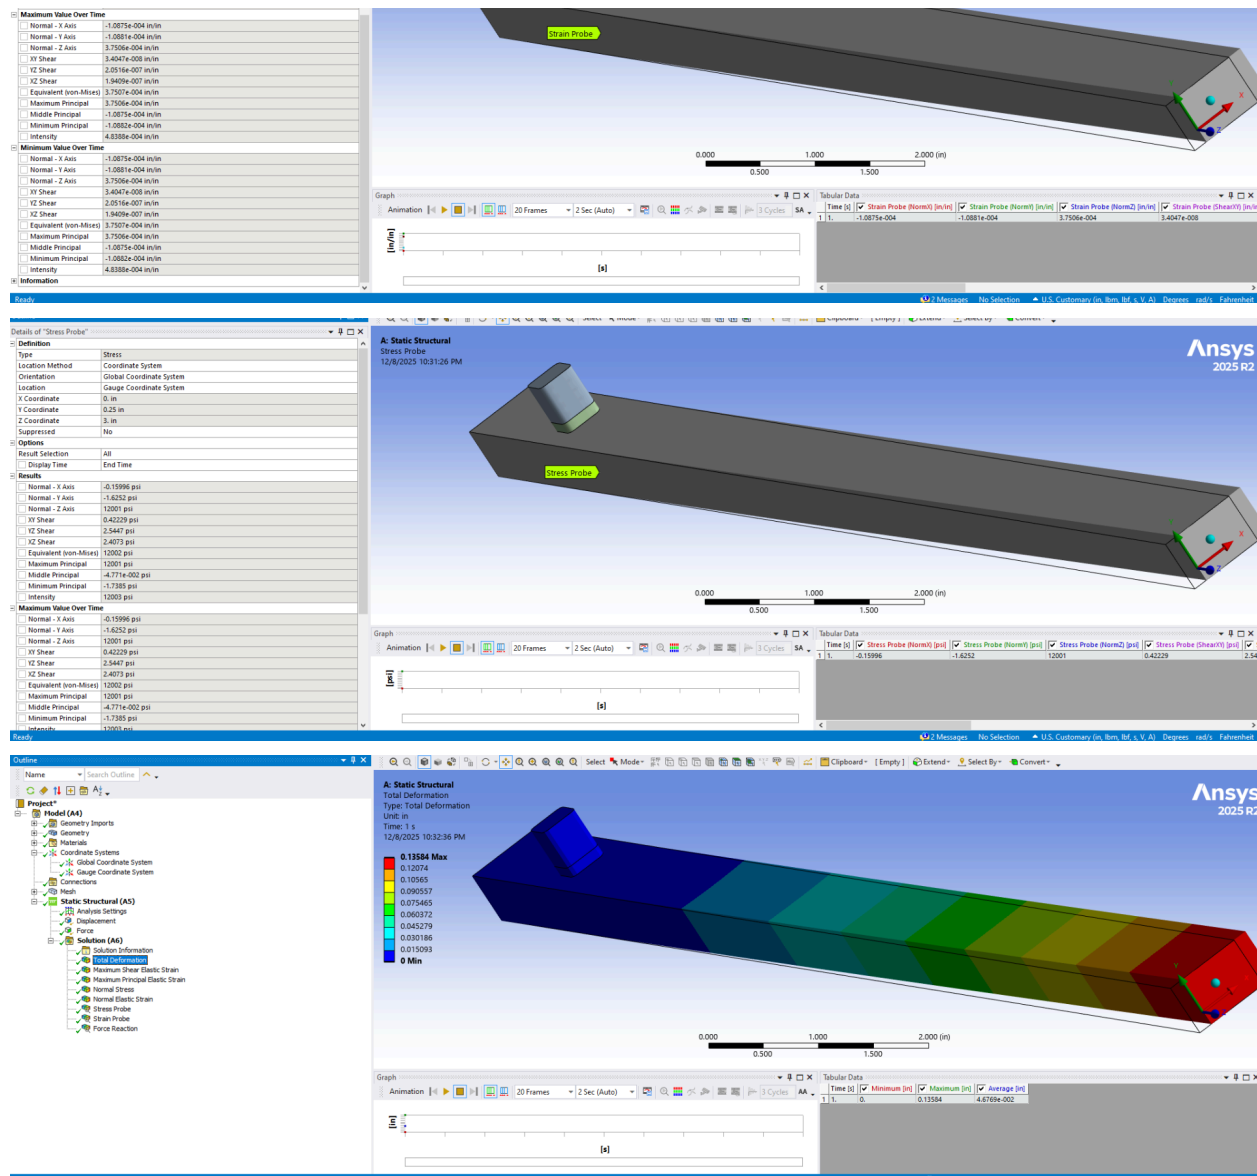 Maximum Value Over Time
Normal - X Axis -1.0875e-004 in/in
Normal - Y Axis -1.0881e-004 in/in
Normal - Z Axis 3.7506e-004 in/in
XY Shear 3.4047e-008 in/in
YZ Shear 2.0516e-007 in/in
XZ Shear 1.9409e-007 in/in
Equivalent (von-Mises) 3.7507e-004 in/in
Maximum Principal 3.7506e-004 in/in
Middle Principal -1.0875e-004 in/in
Minimum Principal -1.0882e-004 in/in
Intensity 4.8388e-004 in/in
Minimum Value Over Time
Normal - X Axis -1.0875e-004 in/in
Normal - Y Axis -1.0881e-004 in/in
Normal - Z Axis 3.7506e-004 in/in
XY Shear 3.4047e-008 in/in
YZ Shear 2.0516e-007 in/in
XZ Shear 1.9409e-007 in/in
Equivalent (von-Mises) 3.7507e-004 in/in
Maximum Principal 3.7506e-004 in/in
Middle Principal -1.0875e-004 in/in
Minimum Principal -1.0882e-004 in/in
Intensity 4.8388e-004 in/in
Information
Strain Probe
X
Z
0.000 1.000 2.000 (in)
0.500 1.500
Graph
Animation 20 Frames 2 Sec (Auto) 3 Cycles SA
[in/in]
[s]
Tabular Data
Time [s] Strain Probe (NormX) [in/in] Strain Probe (NormY) [in/in] Strain Probe (NormZ) [in/in] Strain Probe (ShearXY) [in/in
1 1. -1.0875e-004 -1.0881e-004 3.7506e-004 3.4047e-008
Ready 2 Messages No Selection U.S. Customary (in, lbm, lbf, s, V, A) Degrees rad/s Fahrenheit
Select Mode Clipboard [Empty] Extend Select By Convert
Details of "Stress Probe"
Definition
Type Stress
Location Method Coordinate System
Orientation Global Coordinate System
Location Gauge Coordinate System
X Coordinate 0. in
Y Coordinate 0.25 in
Z Coordinate 3. in
Suppressed No
Options
Result Selection All
Display Time End Time
Results
Normal - X Axis -0.15996 psi
Normal - Y Axis -1.6252 psi
Normal - Z Axis 12001 psi
XY Shear 0.42229 psi
YZ Shear 2.5447 psi
XZ Shear 2.4073 psi
Equivalent (von-Mises) 12002 psi
Maximum Principal 12001 psi
Middle Principal -4.771e-002 psi
Minimum Principal -1.7385 psi
Intensity 12003 psi
Maximum Value Over Time
Normal - X Axis -0.15996 psi
Normal - Y Axis -1.6252 psi
Normal - Z Axis 12001 psi
XY Shear 0.42229 psi
YZ Shear 2.5447 psi
XZ Shear 2.4073 psi
Equivalent (von-Mises) 12002 psi
Maximum Principal 12001 psi
Middle Principal -4.771e-002 psi
Minimum Principal -1.7385 psi
Intensity 12003 psi
A: Static Structural
Stress Probe
12/8/2025 10:31:26 PM
Ansys
2025 R2
Stress Probe
X
Z
0.000 1.000 2.000 (in)
0.500 1.500
Graph
Animation 20 Frames 2 Sec (Auto) 3 Cycles SA
[psi]
[s]
Tabular Data
Time [s] Stress Probe (NormX) [psi] Stress Probe (NormY) [psi] Stress Probe (NormZ) [psi] Stress Probe (ShearXY) [psi]
1 1. -0.15996 -1.6252 12001 0.42229 2.54
Ready 2 Messages No Selection U.S. Customary (in, lbm, lbf, s, V, A) Degrees rad/s Fahrenheit
Outline
Name Search Outline
Project*
Model (A4)
Geometry Imports
Geometry
Materials
Coordinate Systems
Global Coordinate System
Gauge Coordinate System
Connections
Mesh
Static Structural (A5)
Analysis Settings
Displacement
Force
Solution (A6)
Solution Information
Total Deformation
Maximum Shear Elastic Strain
Maximum Principal Elastic Strain
Normal Stress
Normal Elastic Strain
Stress Probe
Strain Probe
Force Reaction
Select Mode Clipboard [Empty] Extend Select By Convert
A: Static Structural
Total Deformation
Type: Total Deformation
Unit: in
Time: 1 s
12/8/2025 10:32:36 PM
0.13584 Max
0.12074
0.10565
0.090557
0.075465
0.060372
0.045279
0.030186
0.015093
0 Min
Ansys
2025 R2
0.000 1.000 2.000 (in)
0.500 1.500
Graph
Animation 20 Frames 2 Sec (Auto) 3 Cycles AA
[in]
[s]
Tabular Data
Time [s] Minimum [in] Maximum [in] Average [in]
1 1. 0. 0.13584 4.6769e-002